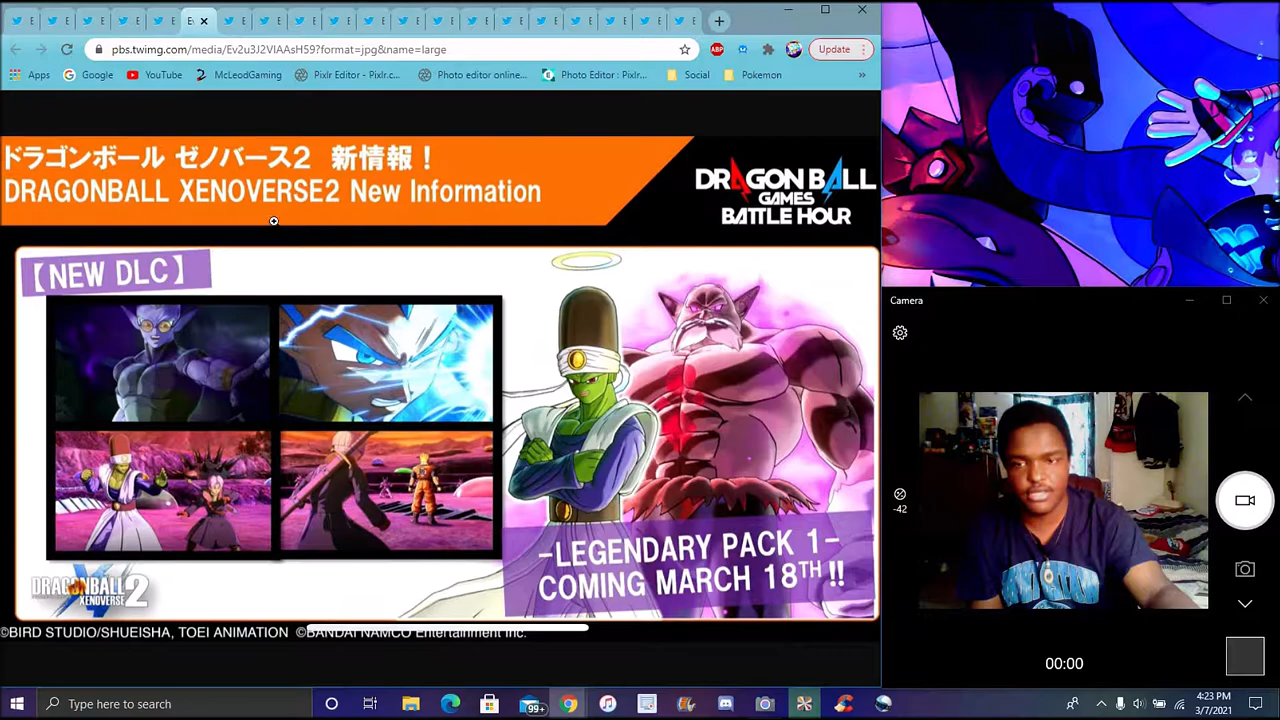 pbs.twimg.com/media/Ev2u3J2VIAAsH59?format=jpg&name=large
Update
Apps
Google
YouTube
McLeodGaming
Pixlr Editor - Pixlr.c...
Photo editor online...
Photo Editor : Pixlr...
Social
Pokemon
»
ドラゴンボール ゼノバース2 新情報！
DRAGONBALL XENOVERSE2 New Information
DRAGON BALL
GAMES
BATTLE HOUR
【NEW DLC】
-LEGENDARY PACK 1-
COMING MARCH 18TH !!
DRAGONBALL
XENOVERSE 2
©BIRD STUDIO/SHUEISHA, TOEI ANIMATION ©BANDAI NAMCO Entertainment Inc.
Camera
-42
00:00
Type here to search
99+
4:23 PM
3/7/2021